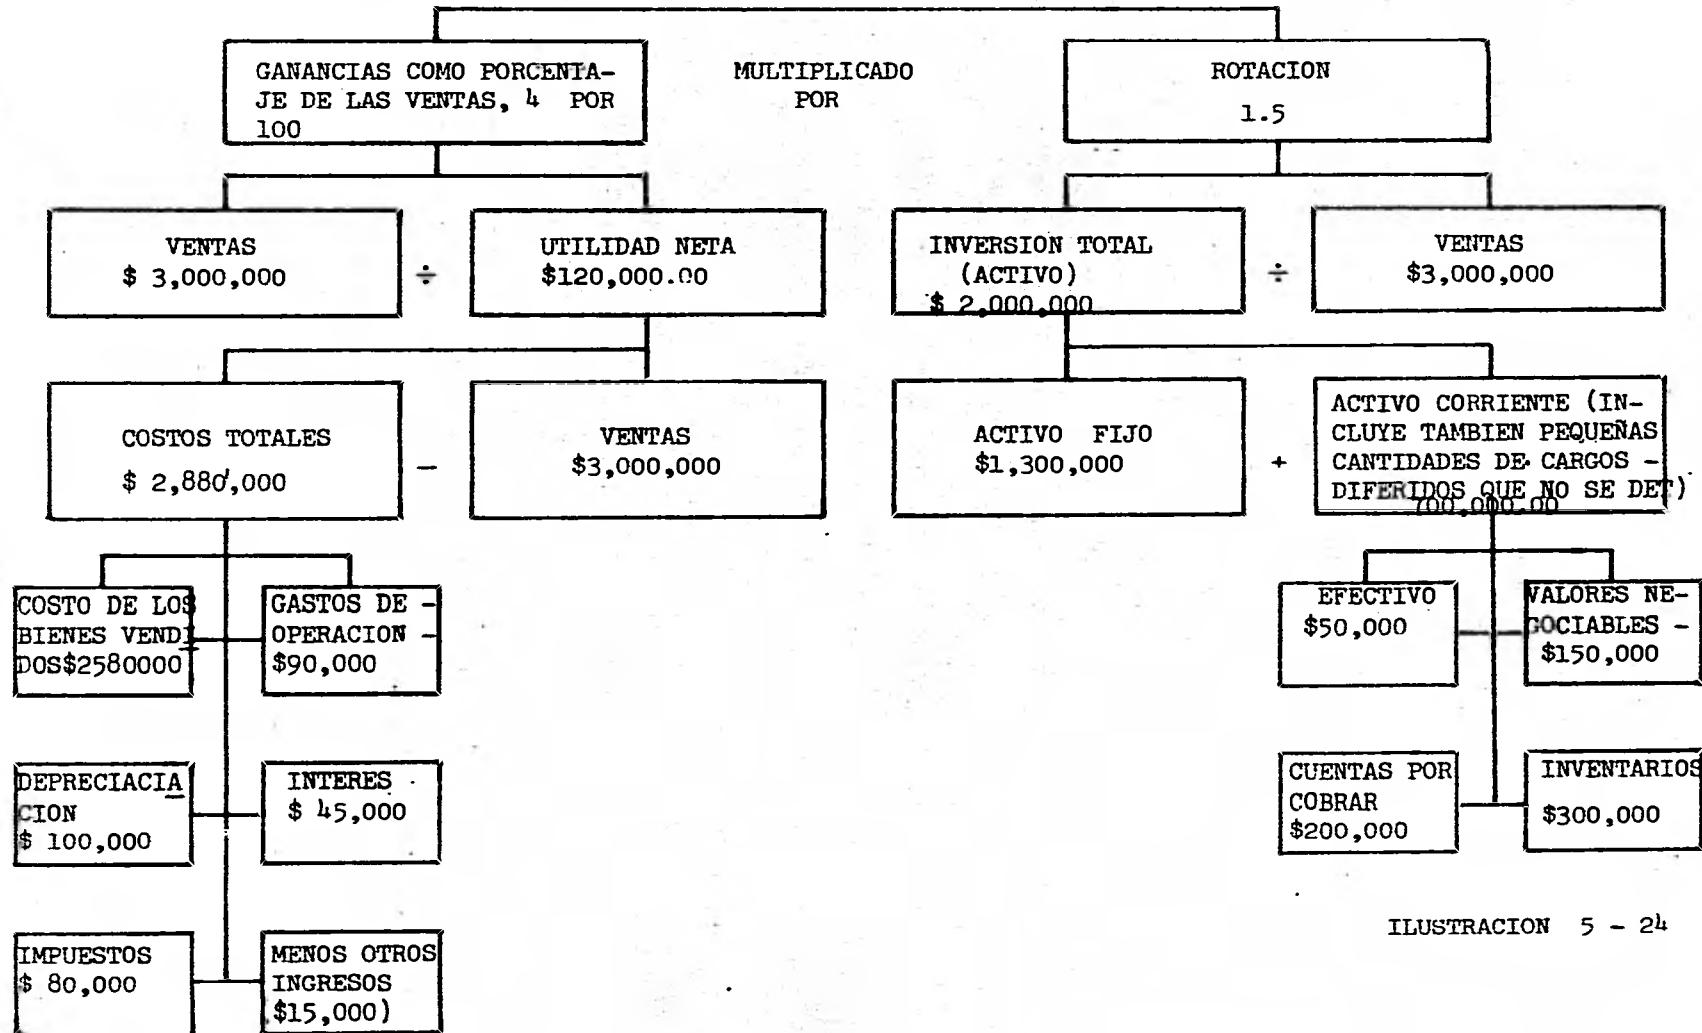 GANANCIAS COMO PORCENTA-
JE DE LAS VENTAS, 4 POR
100
MULTIPLICADO
POR
ROTACION
1.5
VENTAS
$ 3,000,000
÷
UTILIDAD NETA
$120,000.00
INVERSION TOTAL
(ACTIVO)
$ 2,000,000
÷
VENTAS
$3,000,000
COSTOS TOTALES
$ 2,880,000
-
VENTAS
$3,000,000
ACTIVO FIJO
$1,300,000
+
ACTIVO CORRIENTE (IN-
CLUYE TAMBIEN PEQUEÑAS
CANTIDADES DE CARGOS -
DIFERIDOS QUE NO SE DET)
700,000.00
COSTO DE LOS
BIENES VENDI
DOS$2580000
GASTOS DE -
OPERACION -
$90,000
EFECTIVO
$50,000
VALORES NE-
GOCIABLES -
$150,000
DEPRECIACIA
CION
$ 100,000
INTERES
$ 45,000
CUENTAS POR
COBRAR
$200,000
INVENTARIOS
$300,000
IMPUESTOS
$ 80,000
MENOS OTROS
INGRESOS
$15,000)
ILUSTRACION 5 - 24